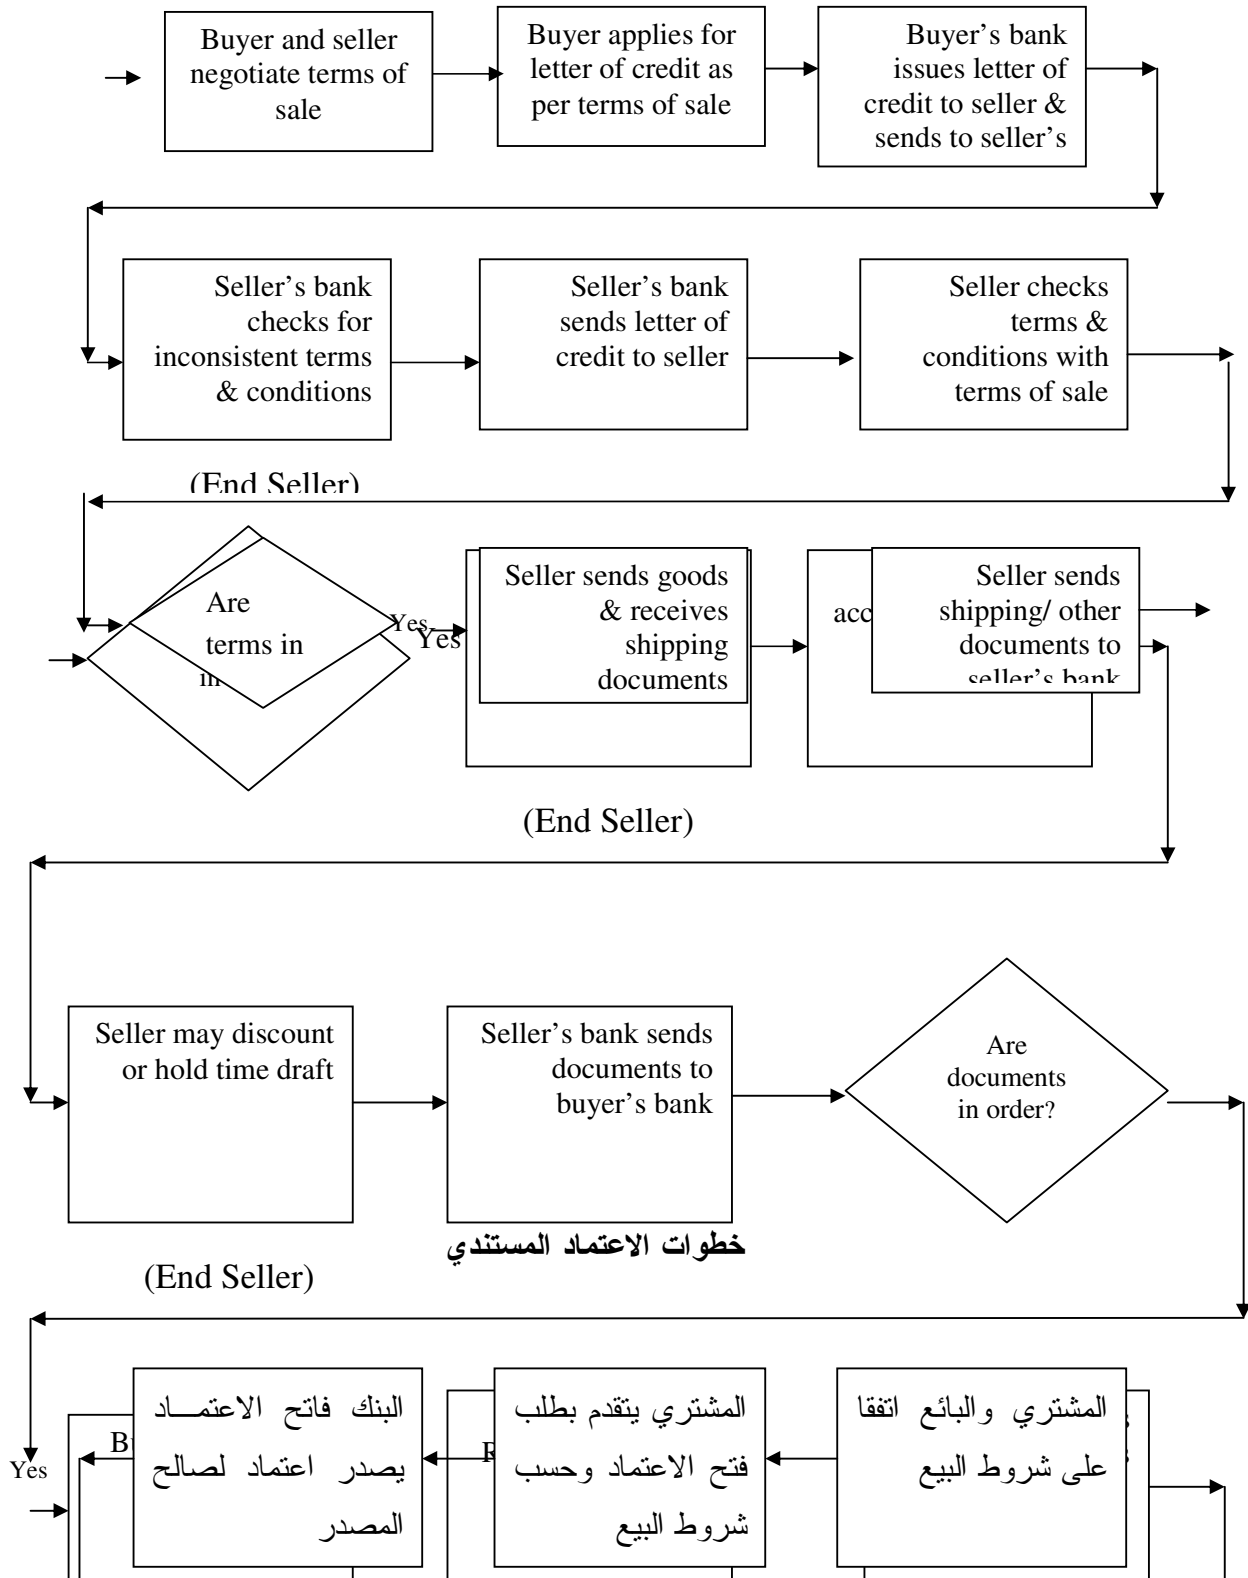 Buyer and seller
negotiate terms of
sale
Buyer applies for
letter of credit as
per terms of sale
Buyer’s bank
issues letter of
credit to seller &
sends to seller’s
Seller’s bank
checks for
inconsistent terms
& conditions
Seller’s bank
sends letter of
credit to seller
Seller checks
terms &
conditions with
terms of sale
(End Seller)
Are
terms in
Yes
Yes
Seller sends goods
& receives
shipping
documents
Seller sends
shipping/ other
documents to
seller’s bank
(End Seller)
Seller may discount
or hold time draft
Seller’s bank sends
documents to
buyer’s bank
Are
documents
in order?
خطوات الاعتماد المستندي
(End Seller)
المشتري والبائع اتفقا
على شروط البيع
المشتري يتقدم بطلب
فتح الاعتماد وحسب
شروط البيع
البنك فاتح الاعتمـــاد
يصدر اعتماد لصالح
المصدر
Yes